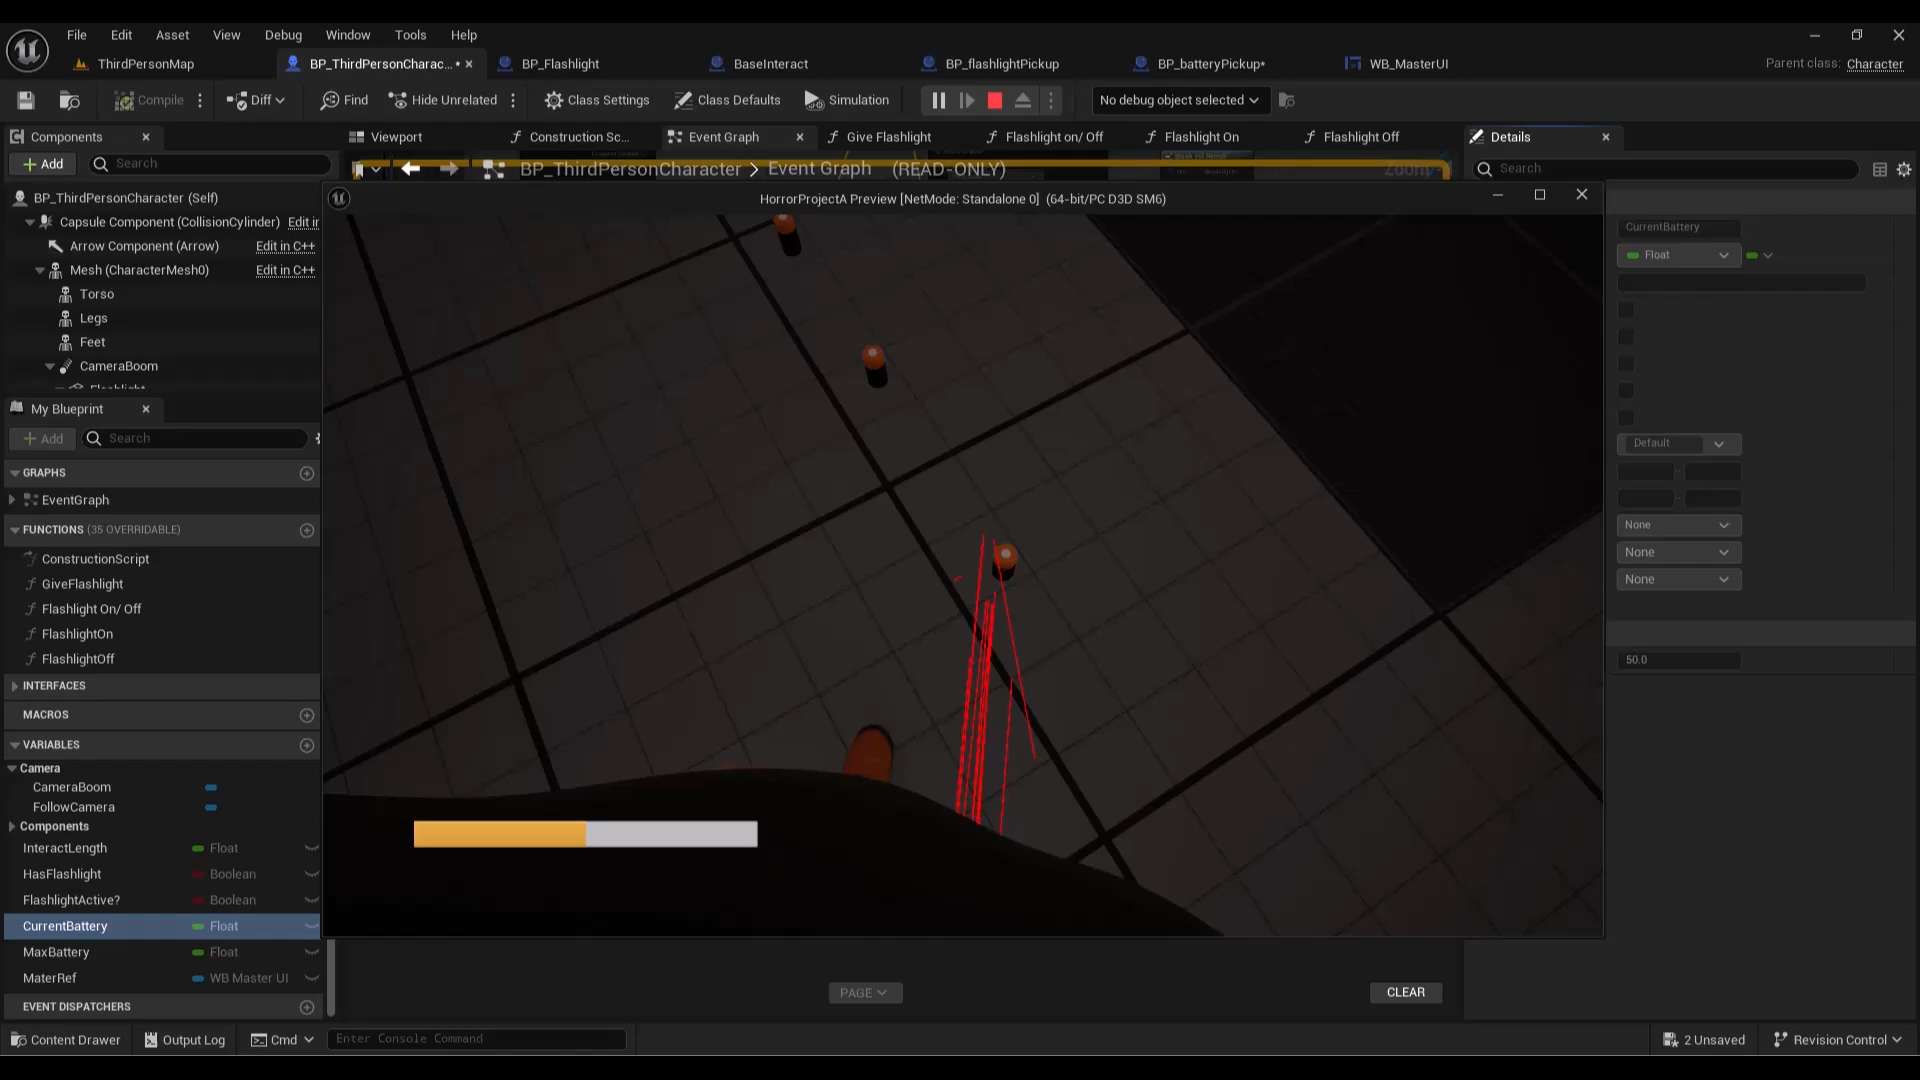 File Edit Asset View Debug Window Tools Help
ThirdPersonMap BP_ThirdPersonCharac... • BP_Flashlight BaseInteract BP_flashlightPickup BP_batteryPickup* WB_MasterUI Parent class: Character
Compile Diff Find Hide Unrelated Class Settings Class Defaults Simulation No debug object selected
Components Viewport Construction Sc... Event Graph Give Flashlight Flashlight on/ Off Flashlight On Flashlight Off Details
Add Search BP_ThirdPersonCharacter > Event Graph (READ-ONLY) Zoom Search
BP_ThirdPersonCharacter (Self) HorrorProjectA Preview [NetMode: Standalone 0] (64-bit/PC D3D SM6)
Capsule Component (CollisionCylinder) Edit in CurrentBattery
Arrow Component (Arrow) Edit in C++ Float
Mesh (CharacterMesh0) Edit in C++
Torso
Legs
Feet
CameraBoom
Flashlight
My Blueprint
Add Search Default
GRAPHS
EventGraph
FUNCTIONS (35 OVERRIDABLE) None
ConstructionScript None
GiveFlashlight None
Flashlight On/ Off
FlashlightOn
FlashlightOff 50.0
INTERFACES
MACROS
VARIABLES
Camera
CameraBoom
FollowCamera
Components
InteractLength Float
HasFlashlight Boolean
FlashlightActive? Boolean
CurrentBattery Float
MaxBattery Float
MaterRef WB Master UI
PAGE CLEAR
EVENT DISPATCHERS
Content Drawer Output Log Cmd Enter Console Command 2 Unsaved Revision Control